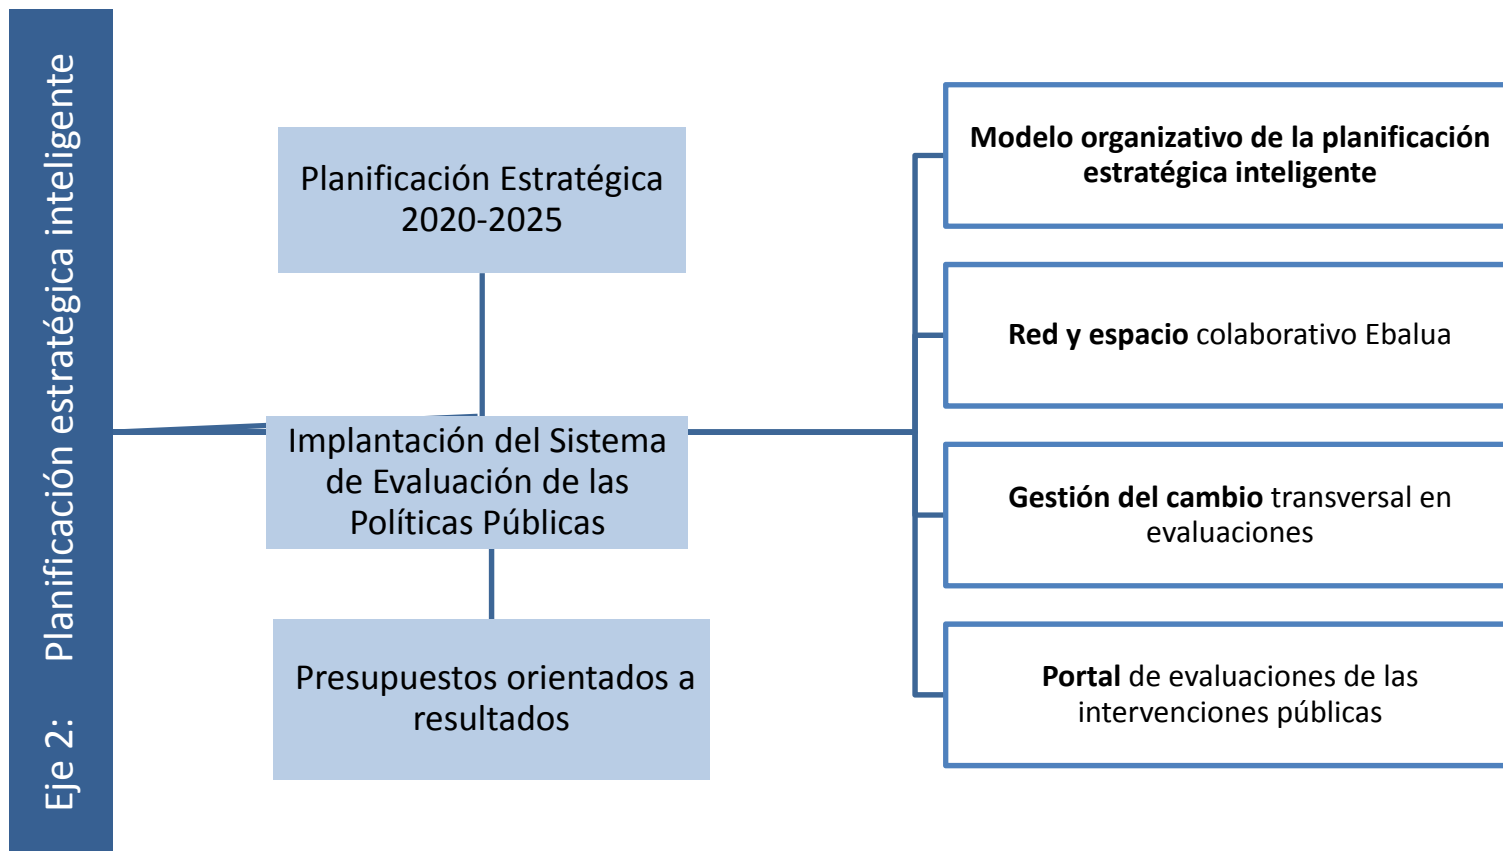 Eje 2: Planificación estratégica inteligente
Planificación Estratégica
2020-2025
Implantación del Sistema
de Evaluación de las
Políticas Públicas
Presupuestos orientados a
resultados
Modelo organizativo de la planificación
estratégica inteligente
Red y espacio colaborativo Ebalua
Gestión del cambio transversal en
evaluaciones
Portal de evaluaciones de las
intervenciones públicas